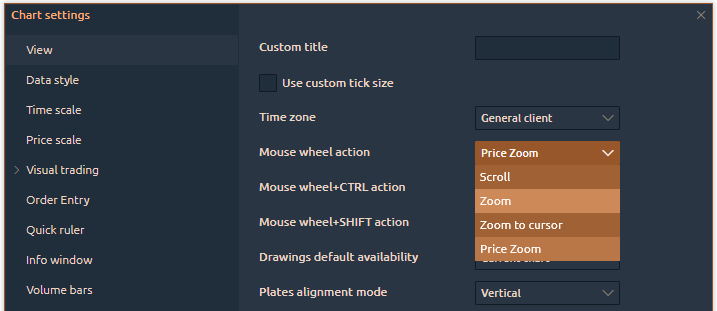 Chart settings
View
Data style
Time scale
Price scale
Visual trading
Order Entry
Quick ruler
Info window
Volume bars
Custom title
Use custom tick size
Time zone
General client
Mouse wheel action
Price Zoom
Scroll
Zoom
Zoom to cursor
Price Zoom
Mouse wheel+CTRL action
Mouse wheel+SHIFT action
Drawings default availability
Plates alignment mode
Vertical